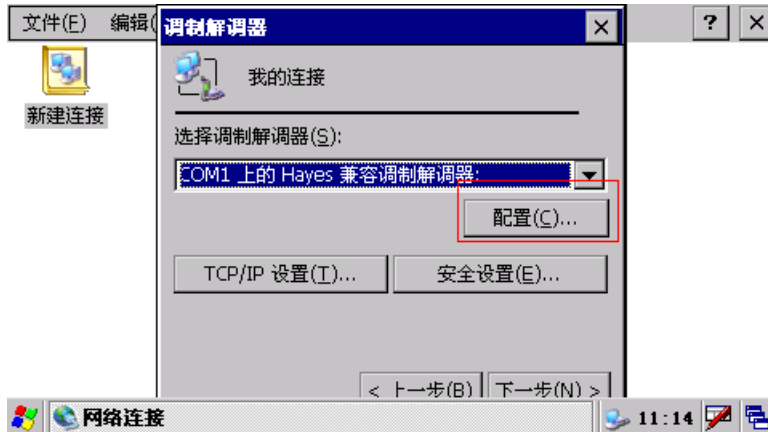 文件(F) 编辑(
?
调制解调器
新建连接
我的连接
选择调制解调器(S):
COM1 上的 Hayes 兼容调制解调器:
配置(C)...
TCP/IP 设置(T)...
安全设置(E)...
< 上一步(B)
下一步(N) >
网络连接
11:14